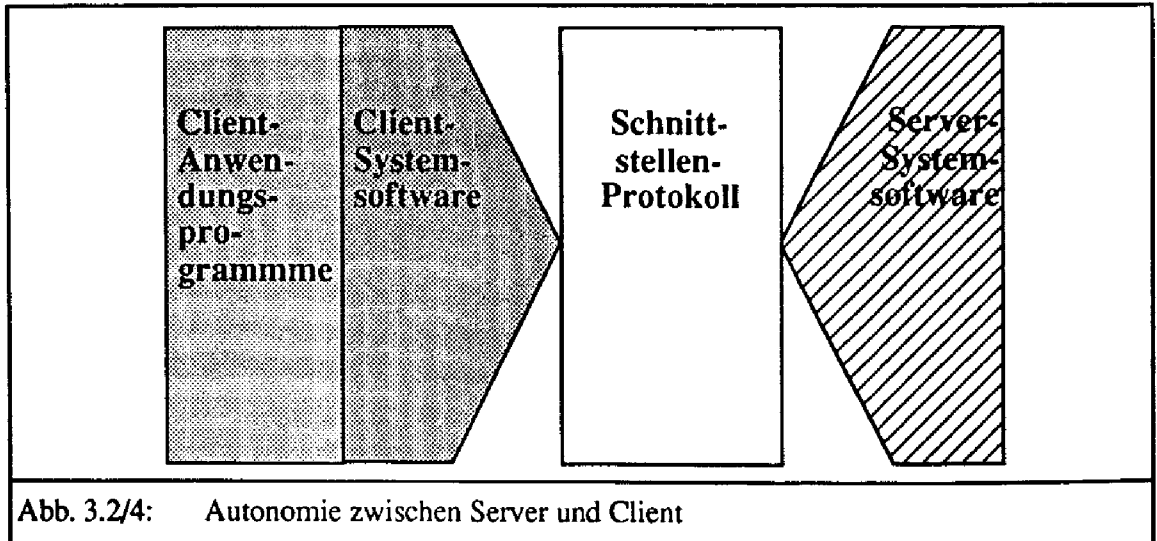 Client-
Anwen-
dungs-
pro-
grammme
Client-
System-
software
Schnitt-
stellen-
Protokoll
Server-
System-
software
Abb. 3.2/4: Autonomie zwischen Server und Client